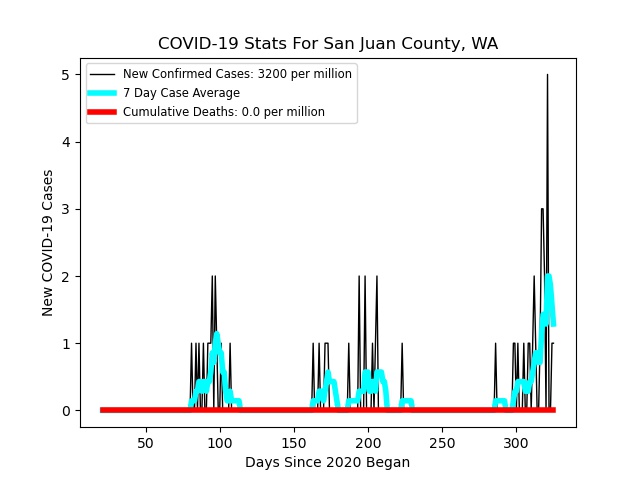 COVID-19 Stats For San Juan County, WA
New Confirmed Cases: 3200 per million
7 Day Case Average
Cumulative Deaths: 0.0 per million
New COVID-19 Cases
5
4
3
2
1
0
50 100 150 200 250 300
Days Since 2020 Began